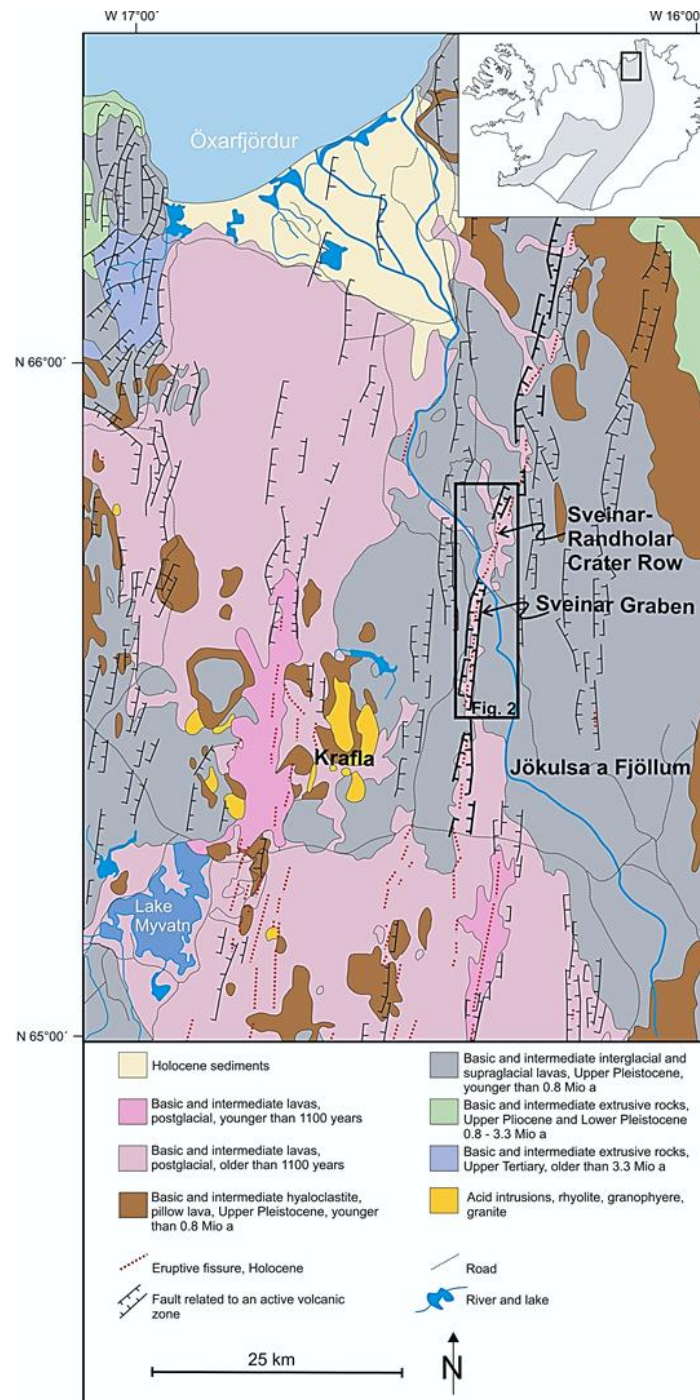 W 17°00´
W 16°00´
Öxarfjördur
N 66°00´
Sveinar-
Randholar
Crater Row
Sveinar Graben
Fig. 2
Krafla
Jökulsa a Fjöllum
Lake
Myvatn
N 65°00´
Holocene sediments
Basic and intermediate lavas,
postglacial, younger than 1100 years
Basic and intermediate lavas,
postglacial, older than 1100 years
Basic and intermediate hyaloclastite,
pillow lava, Upper Pleistocene, younger
than 0.8 Mio a
Eruptive fissure, Holocene
Fault related to an active volcanic
zone
Basic and intermediate interglacial and
supraglacial lavas, Upper Pleistocene,
younger than 0.8 Mio a
Basic and intermediate extrusive rocks,
Upper Pliocene and Lower Pleistocene
0.8 - 3.3 Mio a
Basic and intermediate extrusive rocks,
Upper Tertiary, older than 3.3 Mio a
Acid intrusions, rhyolite, granophyere,
granite
Road
River and lake
25 km
N